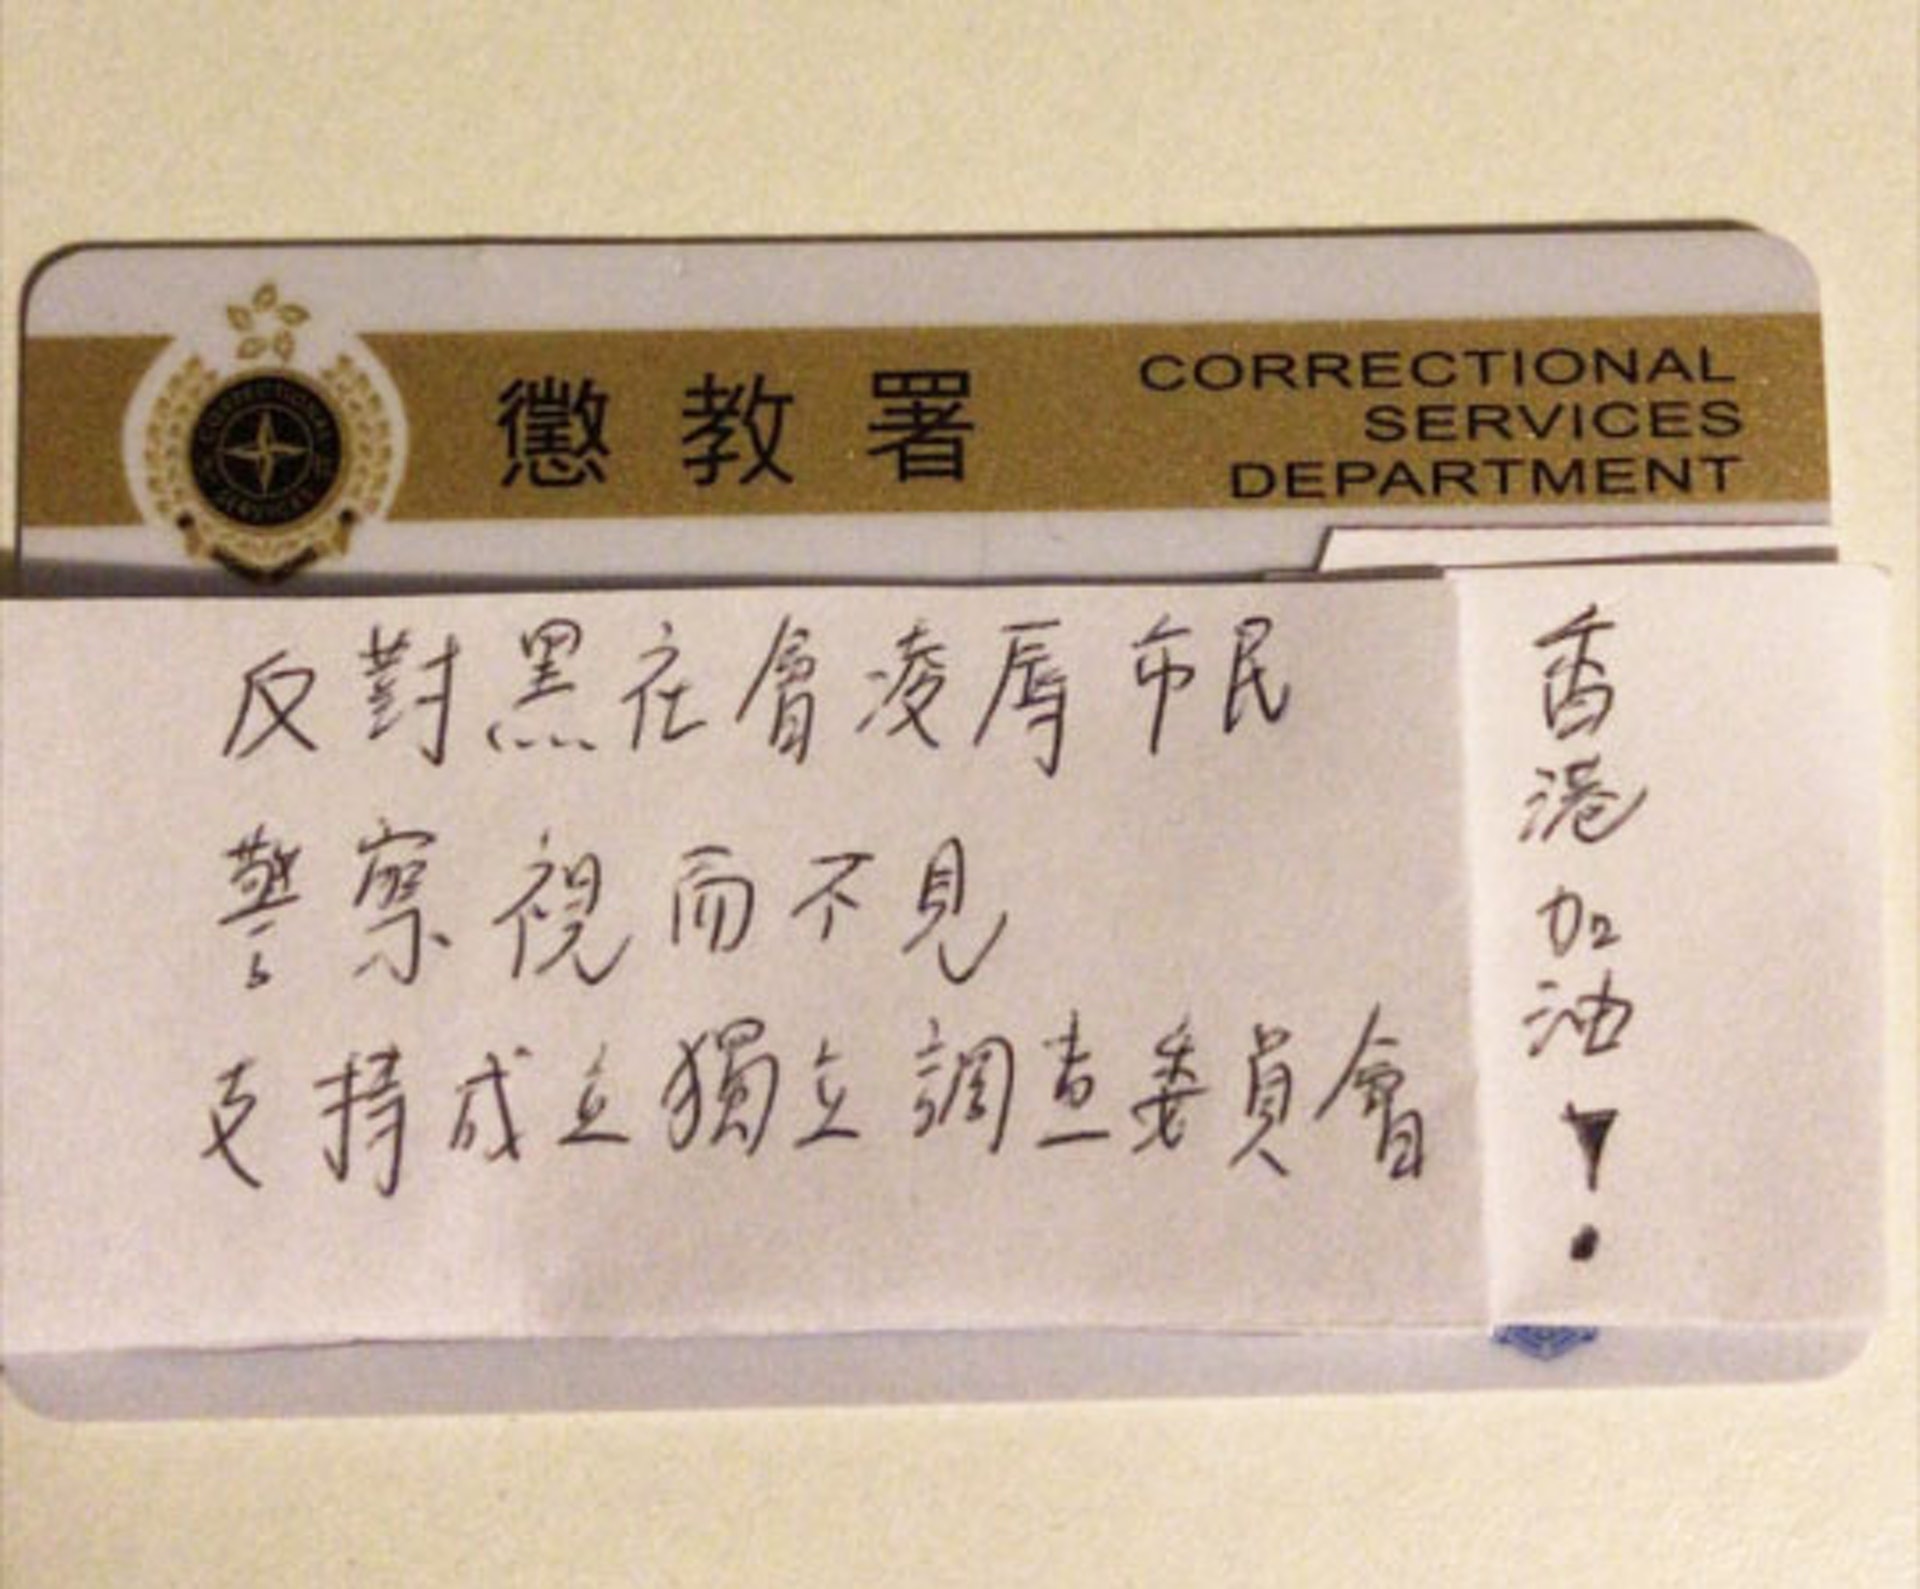 懲教署
CORRECTIONAL
SERVICES
DEPARTMENT
反對黑社會凌辱市民
警察視而不見
支持成立獨立調查委員會
香港加油！